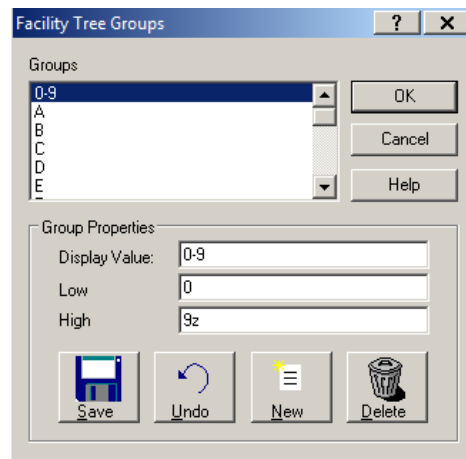 Facility Tree Groups ? X
Groups
0-9
A
B
C
D
E
OK
Cancel
Help
Group Properties
Display Value: 0-9
Low 0
High 9z
Save Undo New Delete